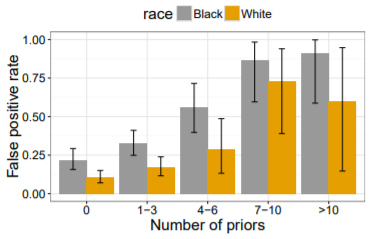 race Black White
False positive rate
1.00
0.75
0.50
0.25
0.00
0 1−3 4−6 7−10 >10
Number of priors